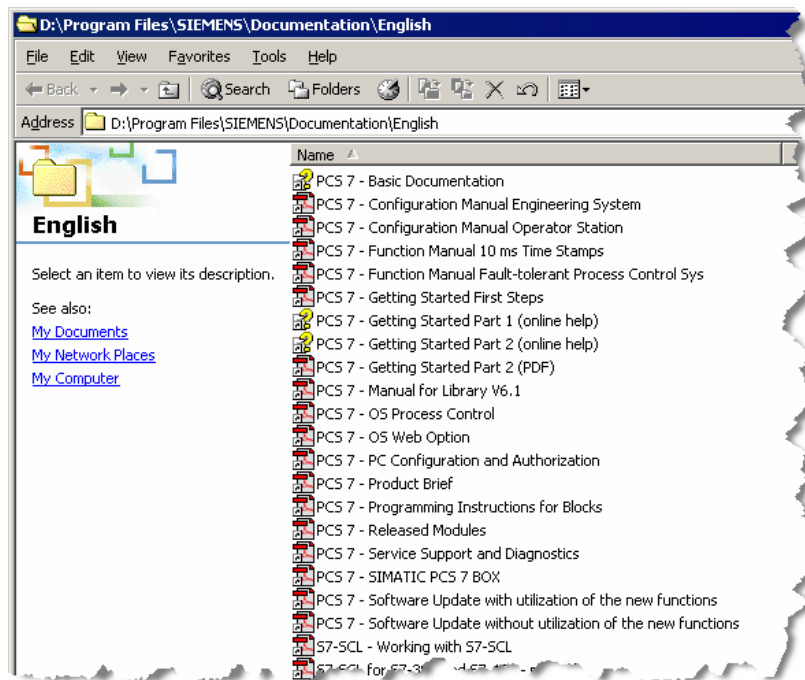 D:\Program Files\SIEMENS\Documentation\English
File Edit View Favorites Tools Help
Back Search Folders
Address D:\Program Files\SIEMENS\Documentation\English
Name
English
Select an item to view its description.
See also:
My Documents
My Network Places
My Computer
PCS 7 - Basic Documentation
PCS 7 - Configuration Manual Engineering System
PCS 7 - Configuration Manual Operator Station
PCS 7 - Function Manual 10 ms Time Stamps
PCS 7 - Function Manual Fault-tolerant Process Control Sys
PCS 7 - Getting Started First Steps
PCS 7 - Getting Started Part 1 (online help)
PCS 7 - Getting Started Part 2 (online help)
PCS 7 - Getting Started Part 2 (PDF)
PCS 7 - Manual for Library V6.1
PCS 7 - OS Process Control
PCS 7 - OS Web Option
PCS 7 - PC Configuration and Authorization
PCS 7 - Product Brief
PCS 7 - Programming Instructions for Blocks
PCS 7 - Released Modules
PCS 7 - Service Support and Diagnostics
PCS 7 - SIMATIC PCS 7 BOX
PCS 7 - Software Update with utilization of the new functions
PCS 7 - Software Update without utilization of the new functions
S7-SCL - Working with S7-SCL
S7-SCL for